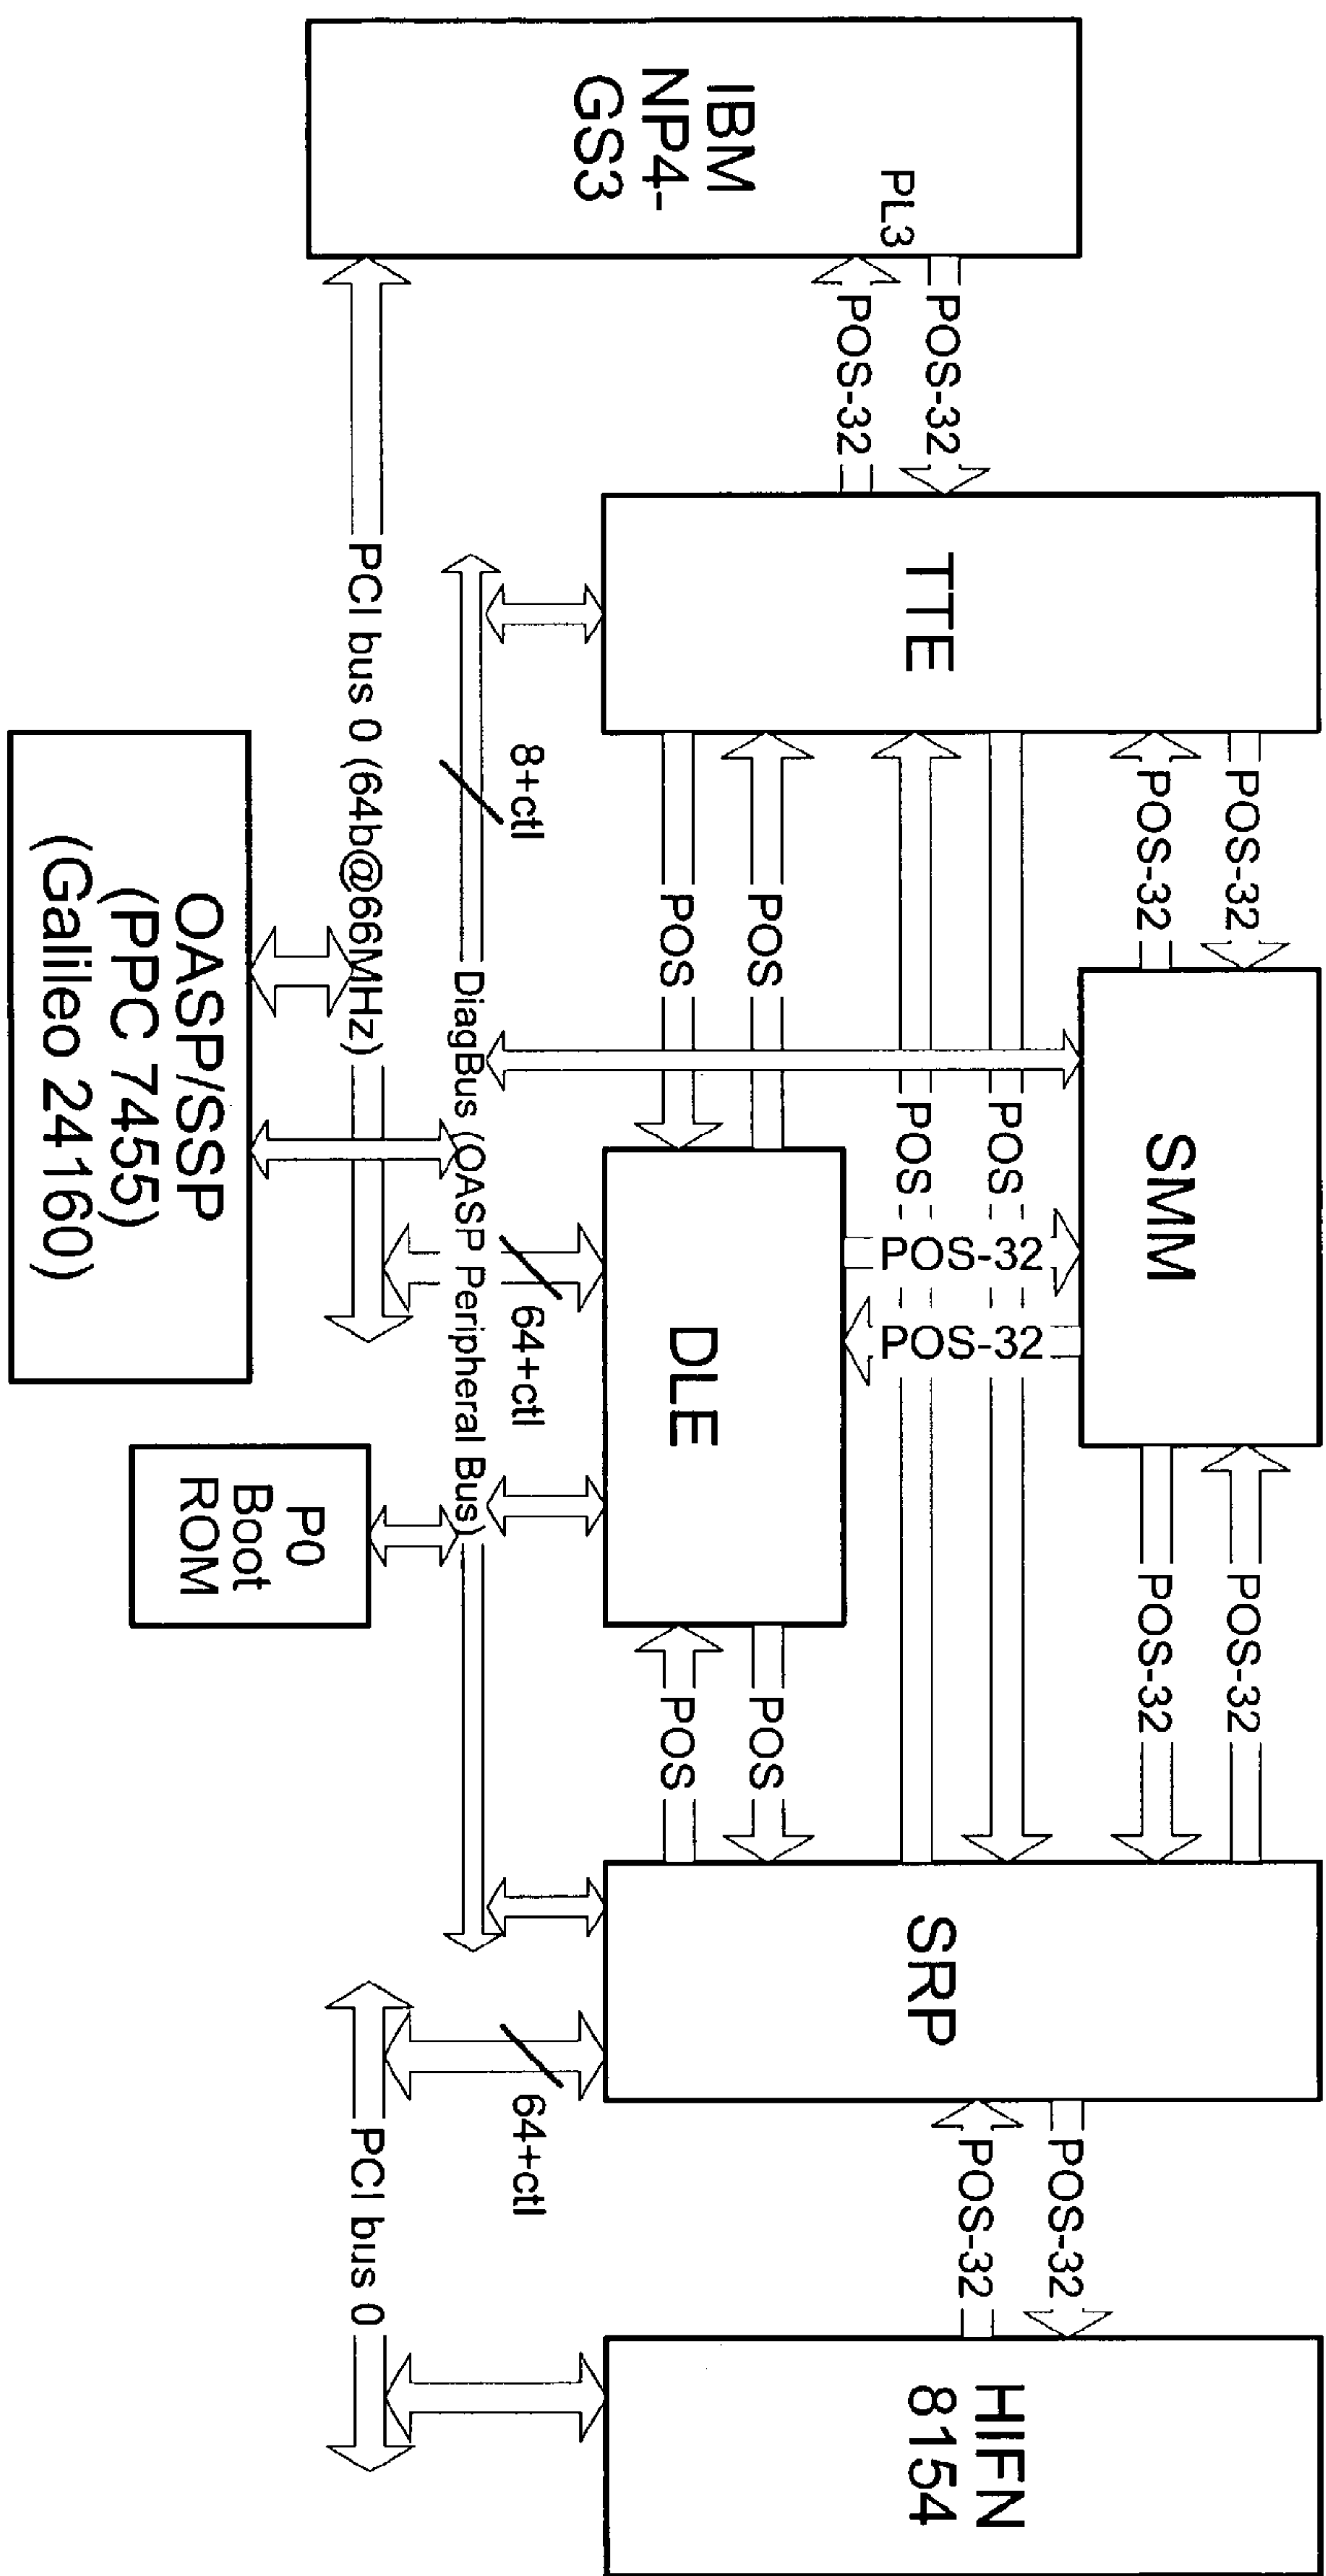 IBM
NP4-
GS3
PL3
POS-32
POS-32
TTE
POS-32
POS-32
SMM
POS-32
POS-32
POS
POS
POS
POS
POS-32
POS-32
DLE
POS
POS
SRP
POS-32
POS-32
HIFN
8154
8+ctl
DiagBus (OASP Peripheral Bus)
64+ctl
64+ctl
PCI bus 0 (64b@66MHz)
PCI bus 0
OASP/SSP
(PPC 7455)
(Galileo 24160)
P0
Boot
ROM